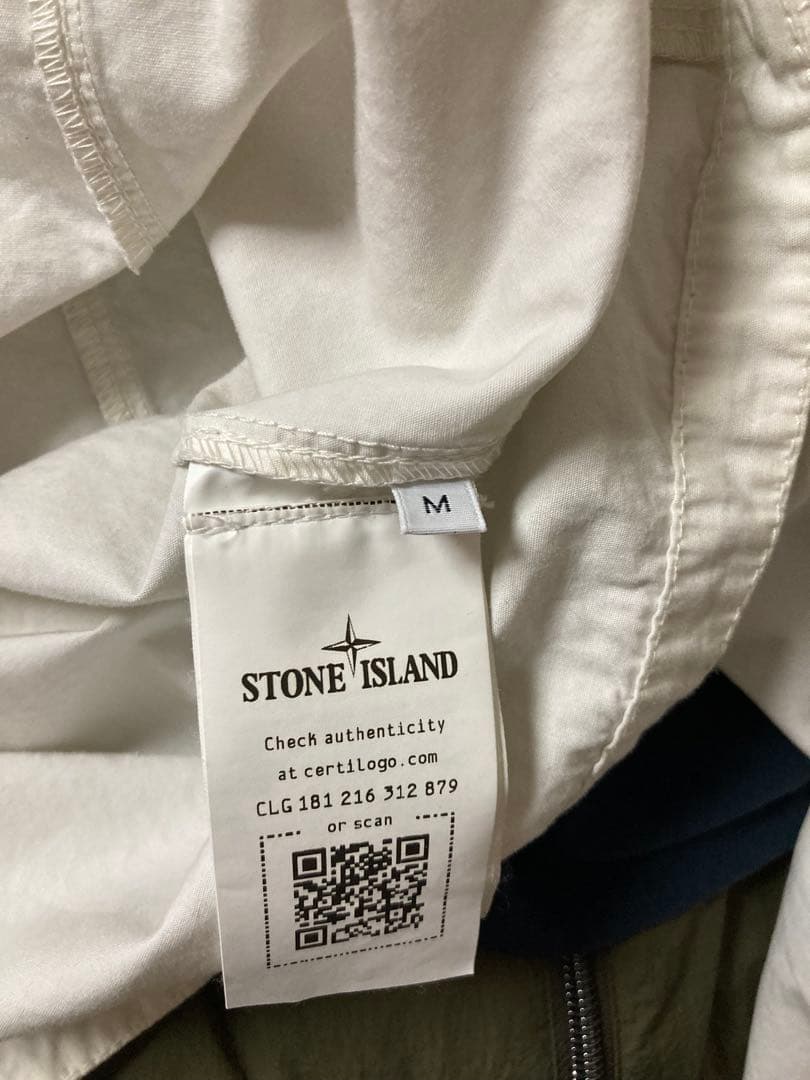 M
STONE ISLAND
Check authenticity
at certilogo.com
CLG 181 216 312 879
or scan